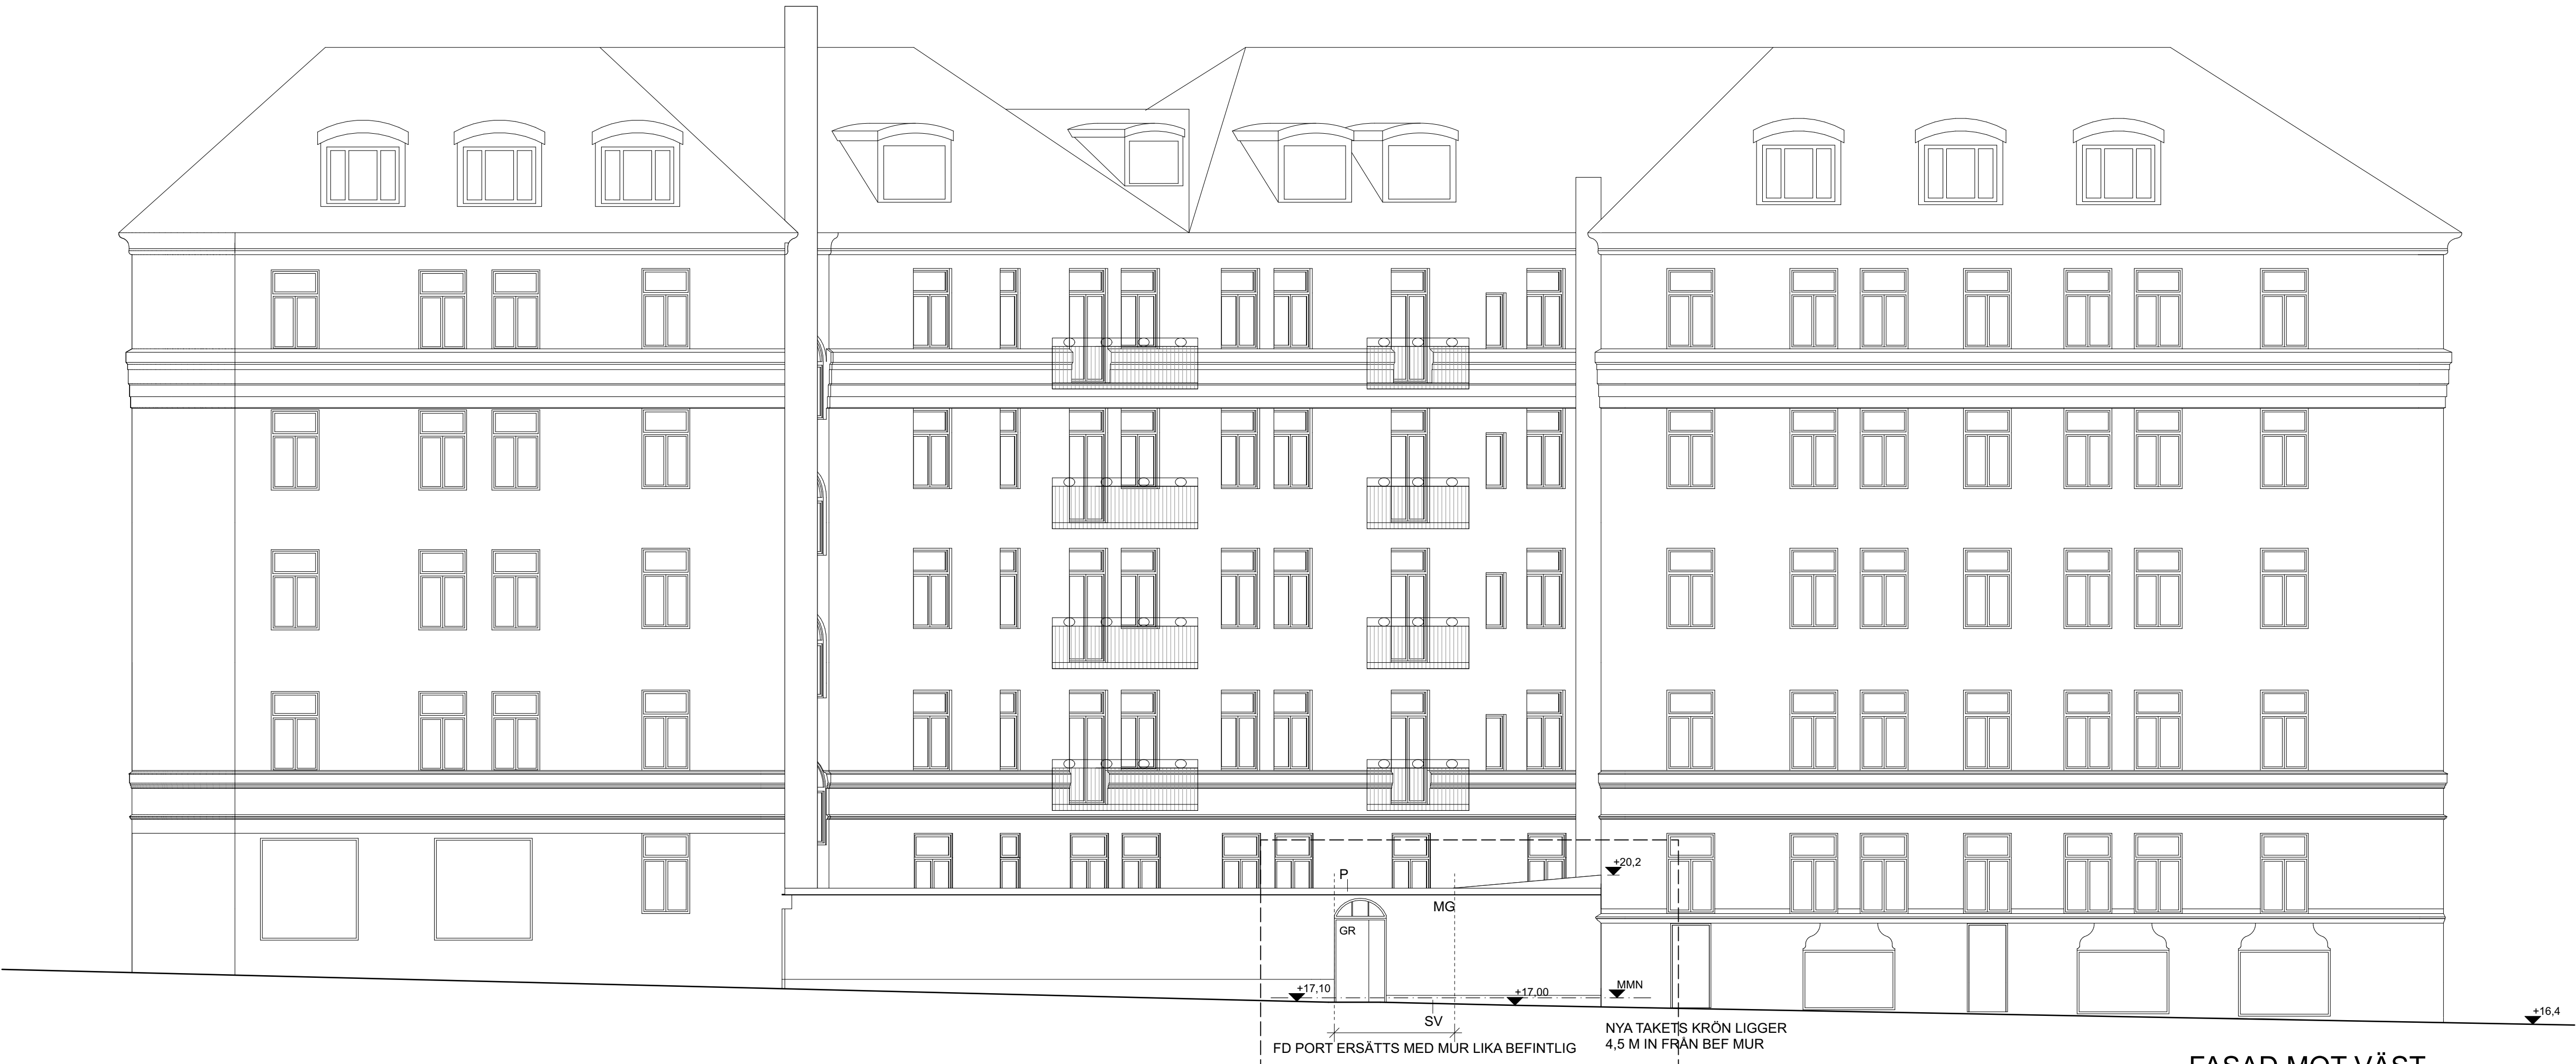 +20,2
P
MG
GR
+17,10
+17,00
MMN
SV
+16,4
FD PORT ERSÄTTS MED MUR LIKA BEFINTLIG
NYA TAKETS KRÖN LIGGER
4,5 M IN FRÅN BEF MUR